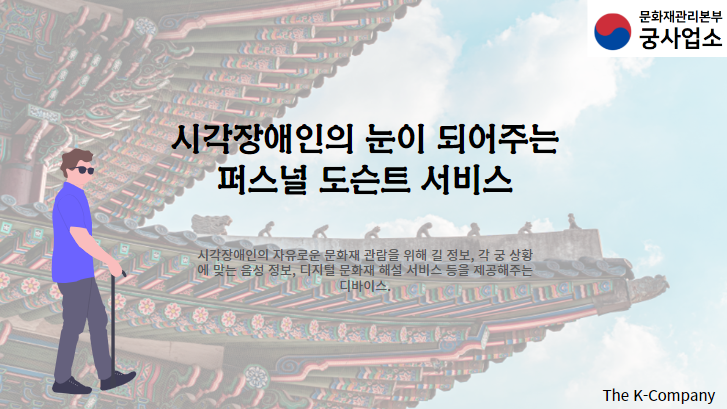 문화재관리본부
궁사업소
시각장애인의 눈이 되어주는
퍼스널 도슨트 서비스
시각장애인의 자유로운 문화재 관람을 위해 길 정보, 각 궁 상황
에 맞는 음성 정보, 디지털 문화재 해설 서비스 등을 제공해주는
디바이스.
The K-Company